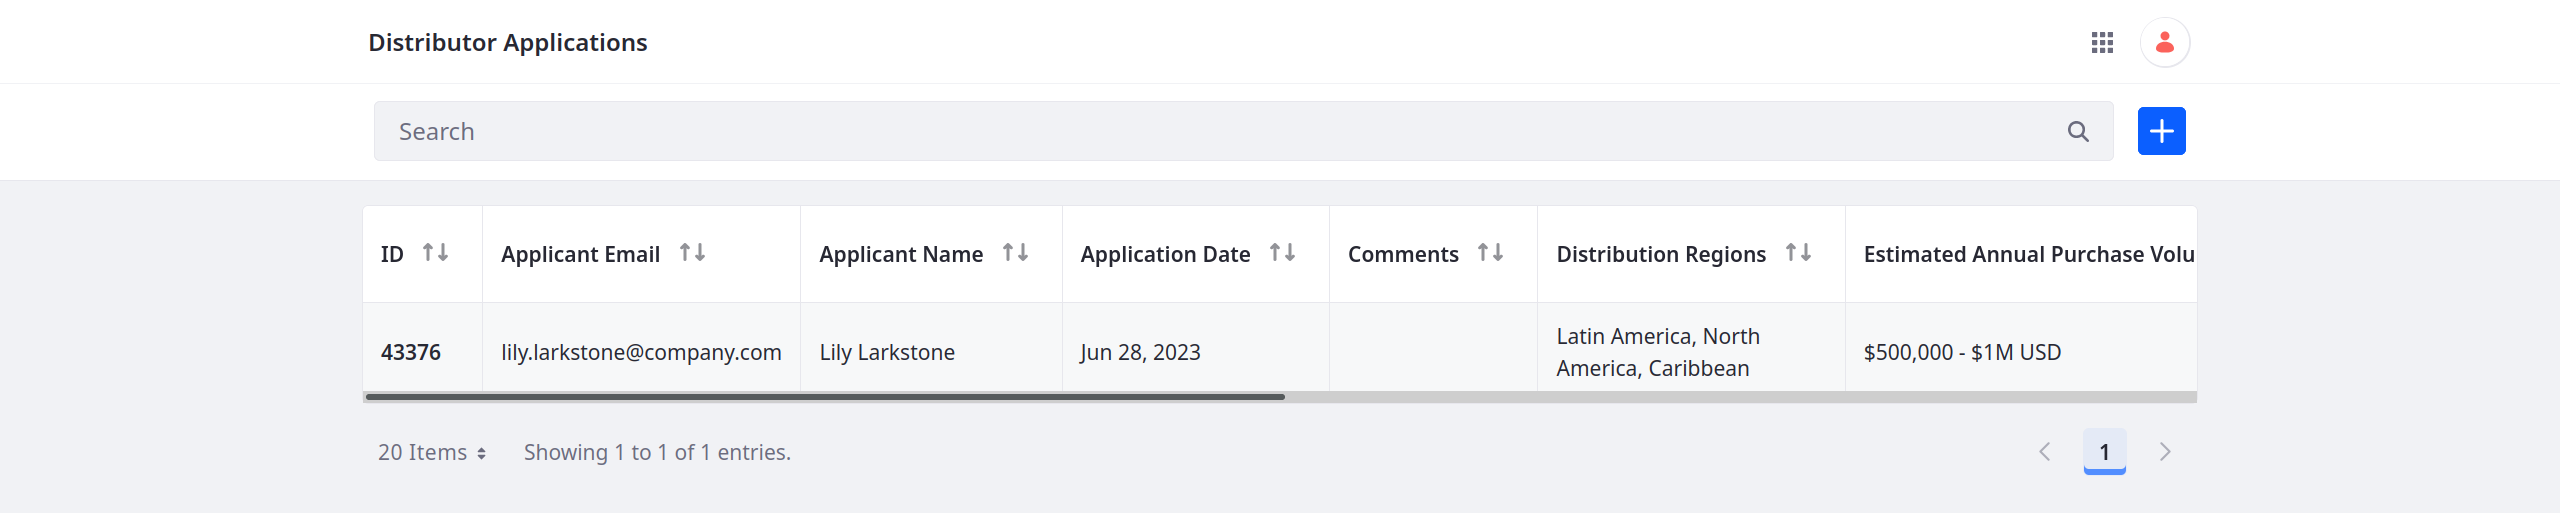 Distributor Applications
Search
ID Applicant Email Applicant Name Application Date Comments Distribution Regions Estimated Annual Purchase Volu
43376 lily.larkstone@company.com Lily Larkstone Jun 28, 2023 Latin America, North $500,000 - $1M USD
America, Caribbean
20 Items Showing 1 to 1 of 1 entries. 1